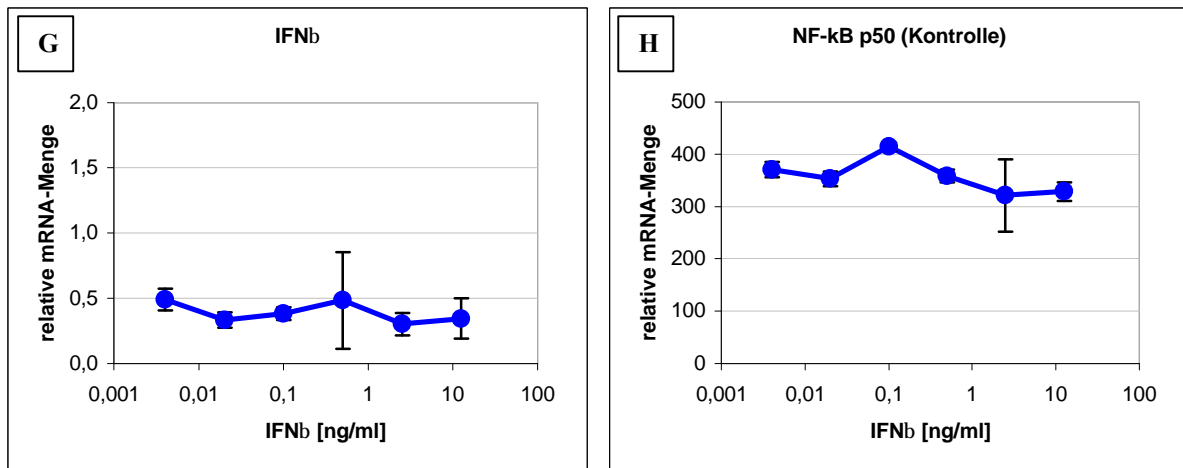 G
IFNb
2,0
1,5
1,0
0,5
0,0
relative mRNA-Menge
0,001 0,01 0,1 1 10 100
IFNb [ng/ml]
H
NF-kB p50 (Kontrolle)
500
400
300
200
100
0
relative mRNA-Menge
0,001 0,01 0,1 1 10 100
IFNb [ng/ml]